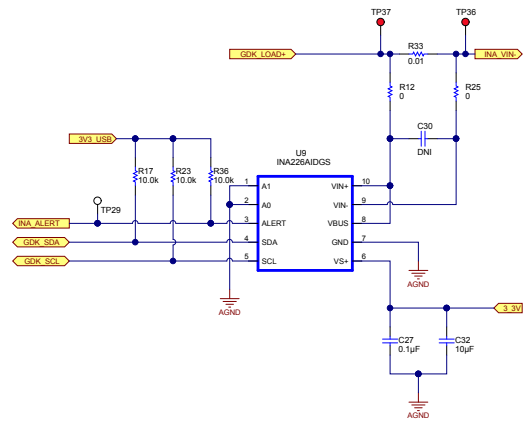 TP37
TP36
GDK_LOAD+
R33
0.01
INA_VIN-
R12
0
R25
0
C30
DNI
3V3_USB
U9
INA226AIDGS
R17
10.0k
R23
10.0k
R36
10.0k
TP29
1
A1
VIN+
10
2
A0
VIN-
9
INA_ALERT
3
ALERT
VBUS
8
GDK_SDA
4
SDA
GND
7
GDK_SCL
5
SCL
VS+
6
AGND
AGND
3_3V
C27
0.1µF
C32
10µF
AGND